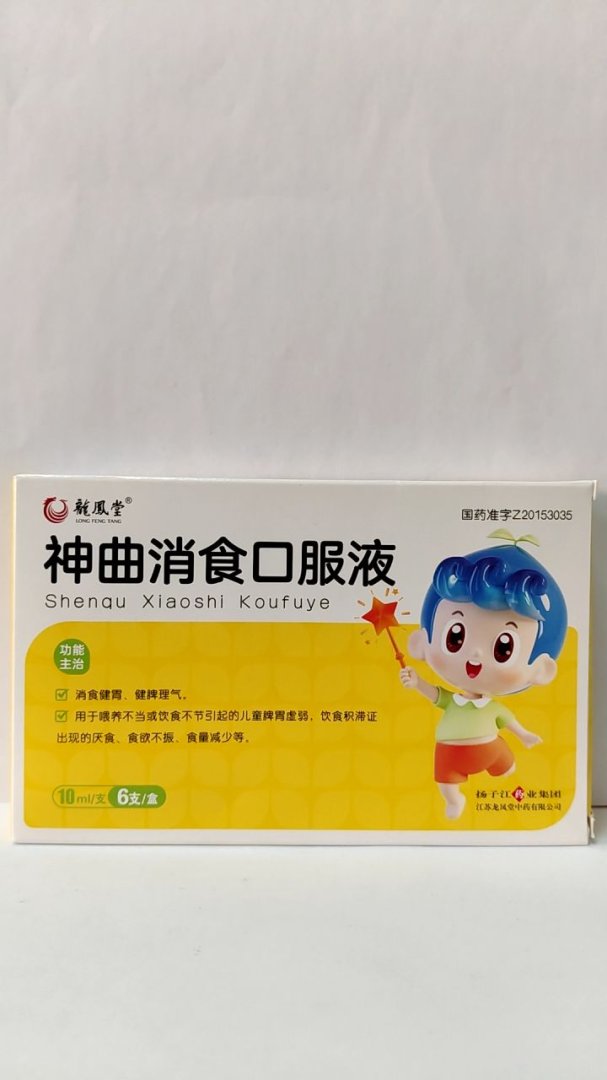 龍鳳堂®
LONG FENG TANG
国药准字Z20153035
神曲消食口服液
Shenqu Xiaoshi Koufuye
功能
主治
消食健胃、健脾理气。
用于喂养不当或饮食不节引起的儿童脾胃虚弱，饮食积滞证
出现的厌食、食欲不振、食量减少等。
10ml/支 6支/盒
扬子江药业集团
江苏龙凤堂中药有限公司